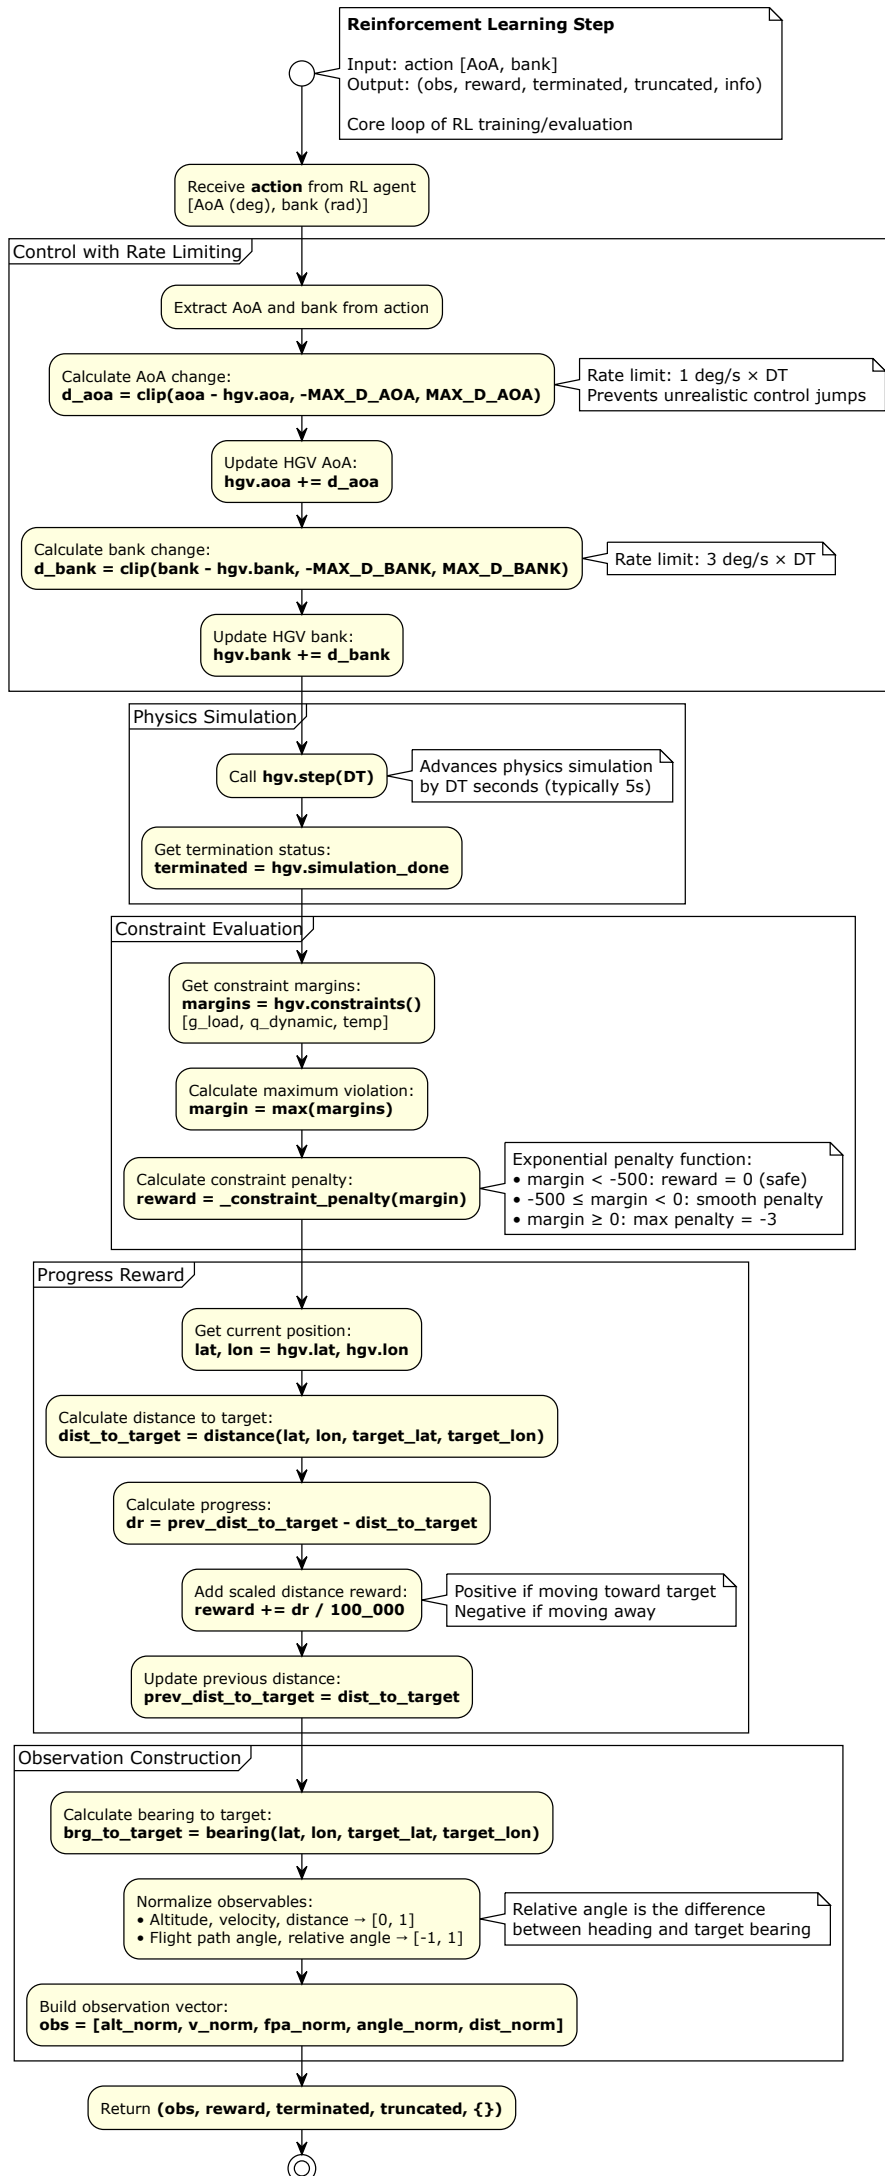 Reinforcement Learning Step
Input: action [AoA, bank]
Output: (obs, reward, terminated, truncated, info)
Core loop of RL training/evaluation
Receive action from RL agent
[AoA (deg), bank (rad)]
Control with Rate Limiting
Extract AoA and bank from action
Calculate AoA change:
d_aoa = clip(aoa - hgv.aoa, -MAX_D_AOA, MAX_D_AOA)
Rate limit: 1 deg/s × DT
Prevents unrealistic control jumps
Update HGV AoA:
hgv.aoa += d_aoa
Calculate bank change:
d_bank = clip(bank - hgv.bank, -MAX_D_BANK, MAX_D_BANK)
Rate limit: 3 deg/s × DT
Update HGV bank:
hgv.bank += d_bank
Physics Simulation
Call hgv.step(DT)
Advances physics simulation
by DT seconds (typically 5s)
Get termination status:
terminated = hgv.simulation_done
Constraint Evaluation
Get constraint margins:
margins = hgv.constraints()
[g_load, q_dynamic, temp]
Calculate maximum violation:
margin = max(margins)
Calculate constraint penalty:
reward = _constraint_penalty(margin)
Exponential penalty function:
• margin < -500: reward = 0 (safe)
• -500 ≤ margin < 0: smooth penalty
• margin ≥ 0: max penalty = -3
Progress Reward
Get current position:
lat, lon = hgv.lat, hgv.lon
Calculate distance to target:
dist_to_target = distance(lat, lon, target_lat, target_lon)
Calculate progress:
dr = prev_dist_to_target - dist_to_target
Add scaled distance reward:
reward += dr / 100_000
Positive if moving toward target
Negative if moving away
Update previous distance:
prev_dist_to_target = dist_to_target
Observation Construction
Calculate bearing to target:
brg_to_target = bearing(lat, lon, target_lat, target_lon)
Normalize observables:
• Altitude, velocity, distance → [0, 1]
• Flight path angle, relative angle → [-1, 1]
Relative angle is the difference
between heading and target bearing
Build observation vector:
obs = [alt_norm, v_norm, fpa_norm, angle_norm, dist_norm]
Return (obs, reward, terminated, truncated, {})